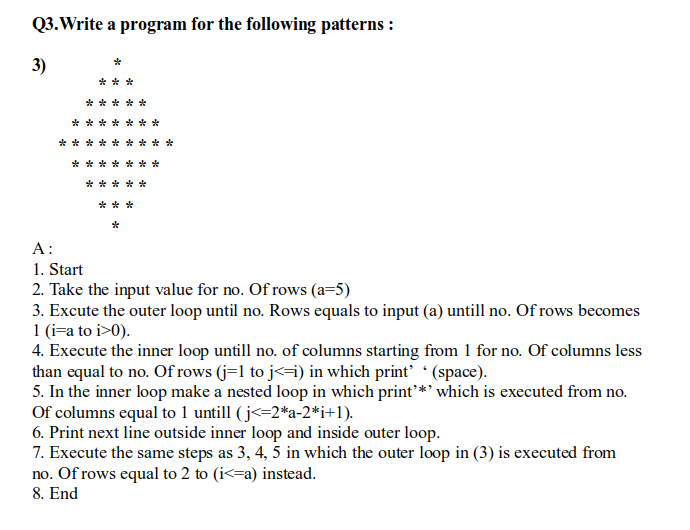 Q3.Write a program for the following patterns :
3) *
* * *
* * * * *
* * * * * * *
* * * * * * * * *
* * * * * * *
* * * * *
* * *
*
A :
1. Start
2. Take the input value for no. Of rows (a=5)
3. Excute the outer loop until no. Rows equals to input (a) untill no. Of rows becomes
1 (i=a to i>0).
4. Execute the inner loop untill no. of columns starting from 1 for no. Of columns less
than equal to no. Of rows (j=1 to j<=i) in which print’ ‘ (space).
5. In the inner loop make a nested loop in which print’*’ which is executed from no.
Of columns equal to 1 untill ( j<=2*a-2*i+1).
6. Print next line outside inner loop and inside outer loop.
7. Execute the same steps as 3, 4, 5 in which the outer loop in (3) is executed from
no. Of rows equal to 2 to (i<=a) instead.
8. End